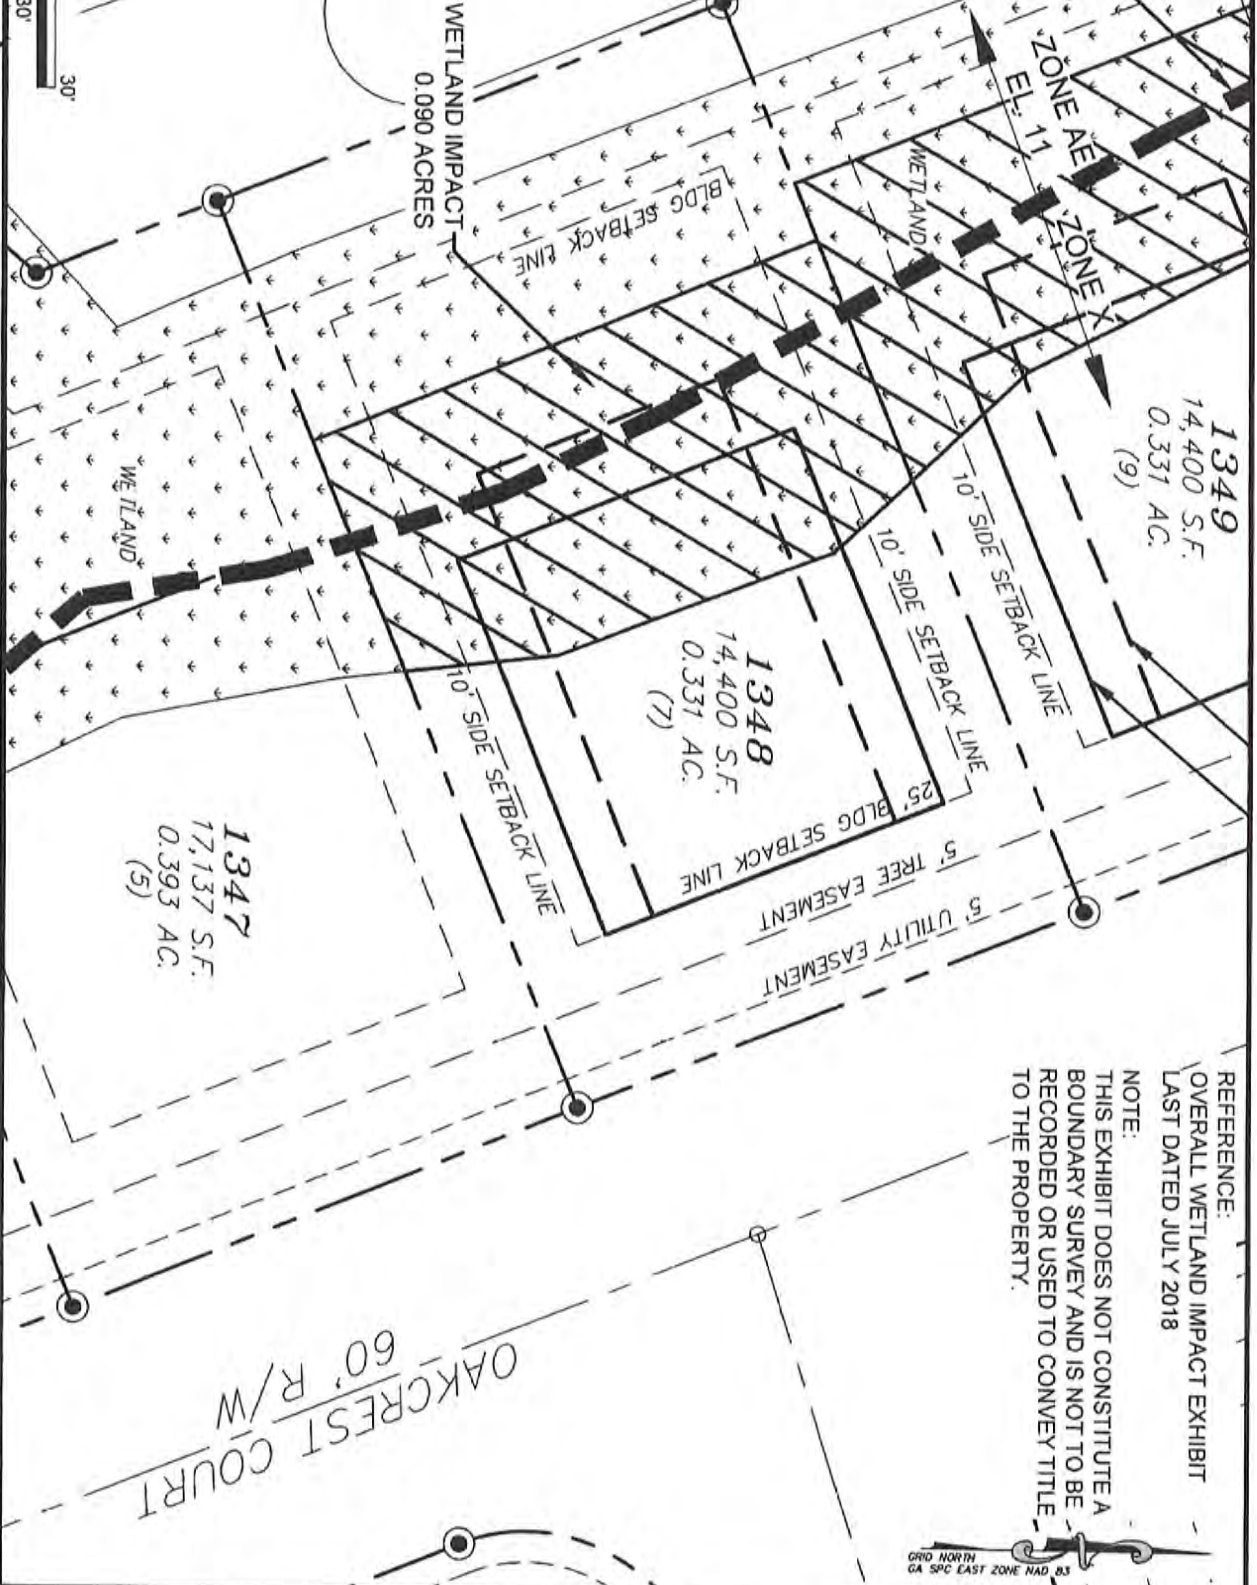 30'
30'
WETLAND IMPACT
0.090 ACRES
ZONE AE
EL. 11
ZONE X
WETLAND
BLDG SETBACK LINE
WETLAND
1349
14,400 S.F.
0.331 AC.
(9)
10' SIDE SETBACK LINE
10' SIDE SETBACK LINE
1348
14,400 S.F.
0.331 AC.
(7)
10' SIDE SETBACK LINE
25'
BLDG SETBACK LINE
5' TREE EASEMENT
5' UTILITY EASEMENT
1347
17,137 S.F.
0.393 AC.
(5)
REFERENCE:
OVERALL WETLAND IMPACT EXHIBIT
LAST DATED JULY 2018
NOTE:
THIS EXHIBIT DOES NOT CONSTITUTE A
BOUNDARY SURVEY AND IS NOT TO BE
RECORDED OR USED TO CONVEY TITLE
TO THE PROPERTY.
OAKCREST COURT
60' R/W
GRID NORTH
GA SPC EAST ZONE NAD 83